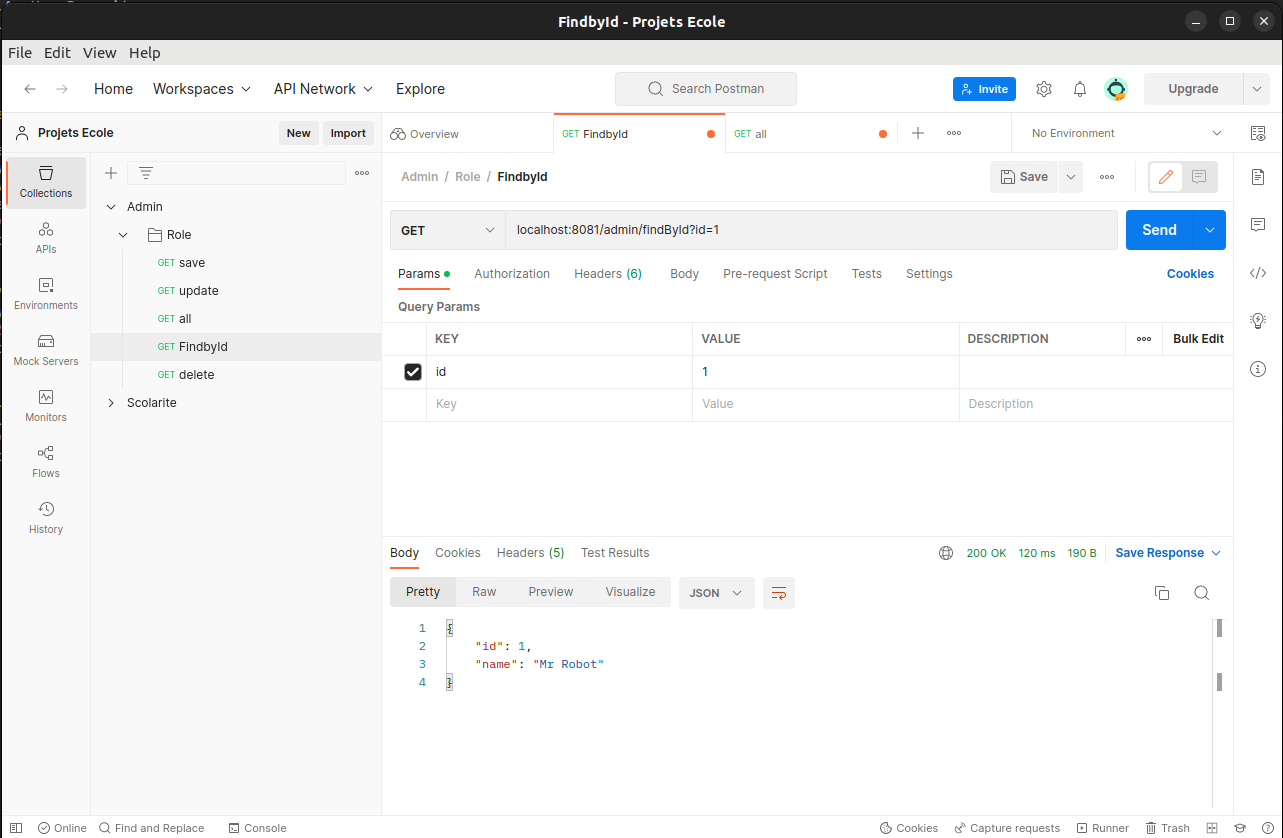 FindbyId - Projets Ecole
File Edit View Help
Home Workspaces API Network Explore Search Postman Invite Upgrade
Projets Ecole New Import
Overview GET FindbyId GET all No Environment
Collections
APIs
Environments
Mock Servers
Monitors
Flows
History
Admin
Role
GET save
GET update
GET all
GET FindbyId
GET delete
Scolarite
Admin / Role / FindbyId Save
GET localhost:8081/admin/findById?id=1 Send
Params Authorization Headers (6) Body Pre-request Script Tests Settings Cookies
Query Params
KEY VALUE DESCRIPTION Bulk Edit
id 1
Key Value Description
Body Cookies Headers (5) Test Results 200 OK 120 ms 190 B Save Response
Pretty Raw Preview Visualize JSON
1 {
2 "id": 1,
3 "name": "Mr Robot"
4 }
Online Find and Replace Console Cookies Capture requests Runner Trash